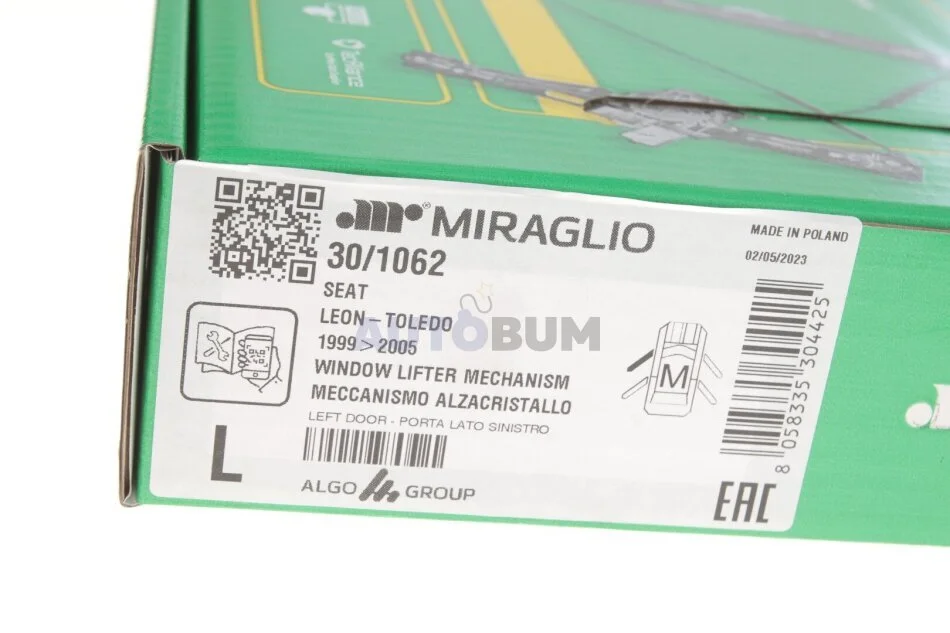 MIRAGLIO
30/1062
SEAT
LEON - TOLEDO
1999 > 2005
WINDOW LIFTER MECHANISM
MECCANISMO ALZACRISTALLO
LEFT DOOR - PORTA LATO SINISTRO
L
ALGO GROUP
MADE IN POLAND
02/05/2023
M
8 058335 304425
EAC
AUTOBUM